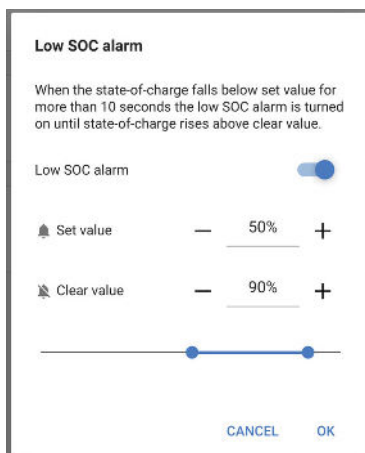 Low SOC alarm
When the state-of-charge falls below set value for
more than 10 seconds the low SOC alarm is turned
on until state-of-charge rises above clear value.
Low SOC alarm
Set value
50%
Clear value
90%
CANCEL OK